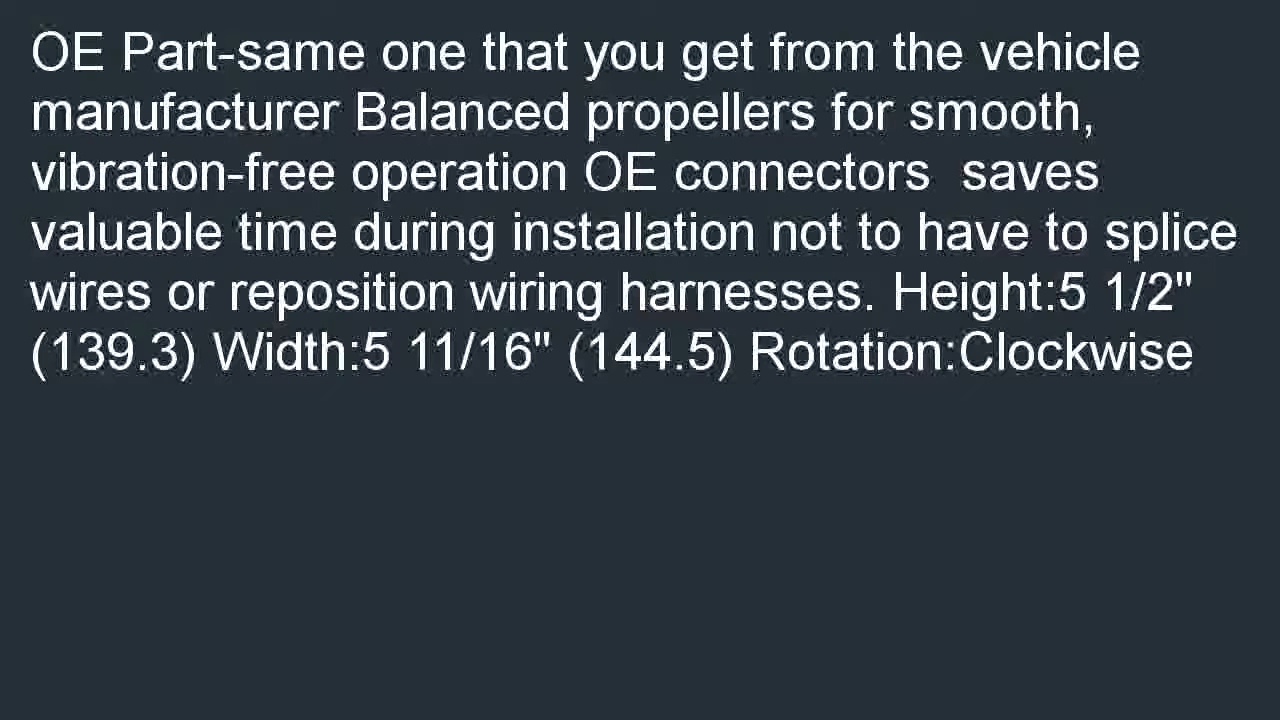 OE Part-same one that you get from the vehicle
manufacturer Balanced propellers for smooth,
vibration-free operation OE connectors  saves
valuable time during installation not to have to splice
wires or reposition wiring harnesses. Height:5 1/2"
(139.3) Width:5 11/16" (144.5) Rotation:Clockwise